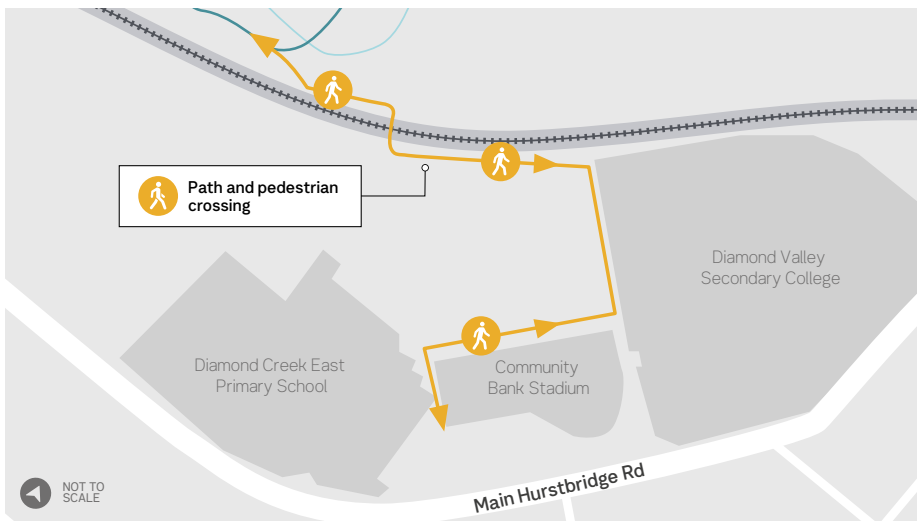 Path and pedestrian
crossing
Diamond Valley
Secondary College
Diamond Creek East
Primary School
Community
Bank Stadium
Main Hurstbridge Rd
NOT TO
SCALE